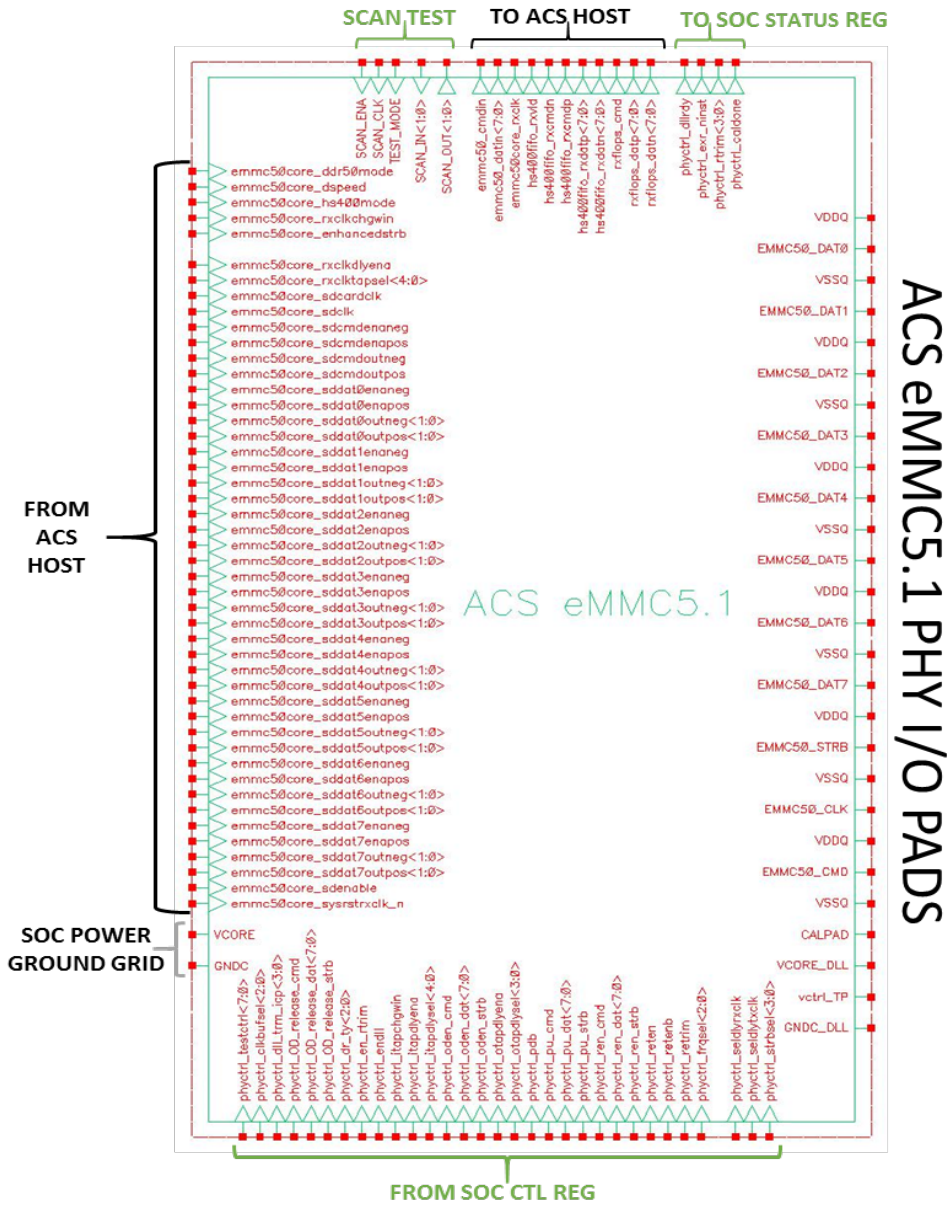 SCAN TEST
TO ACS HOST
TO SOC STATUS REG
SCAN_ENA
SCAN_CLK
TEST_MODE
SCAN_IN<1:0>
SCAN_OUT<1:0>
emmc50_cmdin
emmc50_datin<7:0>
emmc50core_rxclk
hs400fifo_rxvld
hs400fifo_rxcmdn
hs400fifo_rxcmdp
hs400fifo_rxdatp<7:0>
hs400fifo_rxdatn<7:0>
rxflops_cmd
rxflops_datp<7:0>
rxflops_datn<7:0>
phyctrl_dllrdy
phyctrl_exr_ninst
phyctrl_rtrim<3:0>
phyctrl_caldone
FROM
ACS
HOST
emmc50core_ddr50mode
emmc50core_dspeed
emmc50core_hs400mode
emmc50core_rxclkchgwin
emmc50core_enhancedstrb
emmc50core_rxclkdlyena
emmc50core_rxclktapsel<4:0>
emmc50core_sdcardclk
emmc50core_sdclk
emmc50core_sdcmdenaneg
emmc50core_sdcmdenapos
emmc50core_sdcmdoutneg
emmc50core_sdcmdoutpos
emmc50core_sddat0enaneg
emmc50core_sddat0enapos
emmc50core_sddat0outneg<1:0>
emmc50core_sddat0outpos<1:0>
emmc50core_sddat1enaneg
emmc50core_sddat1enapos
emmc50core_sddat1outneg<1:0>
emmc50core_sddat1outpos<1:0>
emmc50core_sddat2enaneg
emmc50core_sddat2enapos
emmc50core_sddat2outneg<1:0>
emmc50core_sddat2outpos<1:0>
emmc50core_sddat3enaneg
emmc50core_sddat3enapos
emmc50core_sddat3outneg<1:0>
emmc50core_sddat3outpos<1:0>
emmc50core_sddat4enaneg
emmc50core_sddat4enapos
emmc50core_sddat4outneg<1:0>
emmc50core_sddat4outpos<1:0>
emmc50core_sddat5enaneg
emmc50core_sddat5enapos
emmc50core_sddat5outneg<1:0>
emmc50core_sddat5outpos<1:0>
emmc50core_sddat6enaneg
emmc50core_sddat6enapos
emmc50core_sddat6outneg<1:0>
emmc50core_sddat6outpos<1:0>
emmc50core_sddat7enaneg
emmc50core_sddat7enapos
emmc50core_sddat7outneg<1:0>
emmc50core_sddat7outpos<1:0>
emmc50core_sdenable
emmc50core_sysrstrxclk_n
ACS eMMC5.1
VDDQ
EMMC50_DAT0
VSSQ
EMMC50_DAT1
VDDQ
EMMC50_DAT2
VSSQ
EMMC50_DAT3
VDDQ
EMMC50_DAT4
VSSQ
EMMC50_DAT5
VDDQ
EMMC50_DAT6
VSSQ
EMMC50_DAT7
VDDQ
EMMC50_STRB
VSSQ
EMMC50_CLK
VDDQ
EMMC50_CMD
VSSQ
CALPAD
VCORE_DLL
vctrl_TP
GNDC_DLL
ACS eMMC5.1 PHY I/O PADS
SOC POWER
GROUND GRID
VCORE
GNDC
phyctrl_testctrl<7:0>
phyctrl_clkbufsel<2:0>
phyctrl_dll_trm_icp<3:0>
phyctrl_OD_release_cmd
phyctrl_OD_release_dat<7:0>
phyctrl_OD_release_strb
phyctrl_dr_ty<2:0>
phyctrl_en_rtrim
phyctrl_endll
phyctrl_itapchgwin
phyctrl_itapdlyena
phyctrl_itapdlysel<4:0>
phyctrl_oden_cmd
phyctrl_oden_dat<7:0>
phyctrl_oden_strb
phyctrl_otapdlyena
phyctrl_otapdlysel<3:0>
phyctrl_pdb
phyctrl_pu_cmd
phyctrl_pu_dat<7:0>
phyctrl_pu_strb
phyctrl_ren_cmd
phyctrl_ren_dat<7:0>
phyctrl_ren_strb
phyctrl_reten
phyctrl_retenb
phyctrl_retrim
phyctrl_frqsel<2:0>
phyctrl_seldlyrxclk
phyctrl_seldlytxclk
phyctrl_strbsel<3:0>
FROM SOC CTL REG